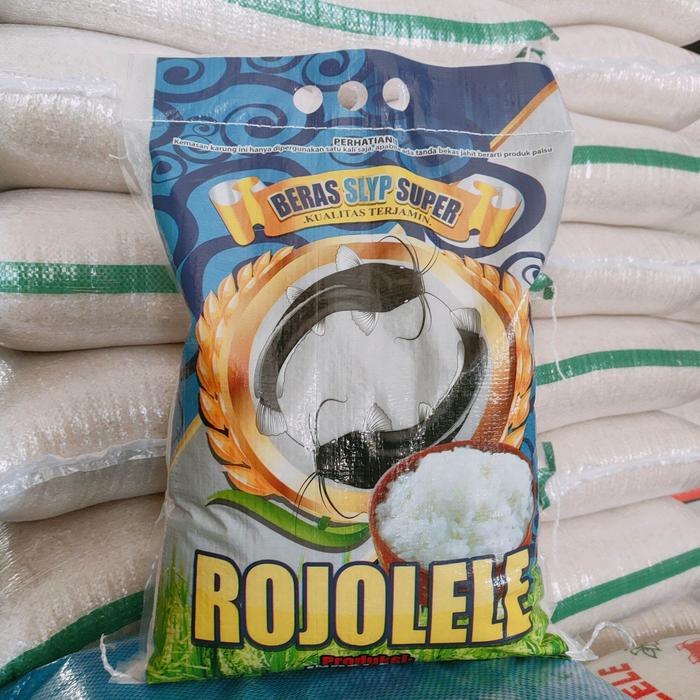 PERHATIAN
Kemasan karung ini hanya dipergunakan satu kali saja, apabila ada tanda bekas jahit berarti produk palsu
BERAS SLYP SUPER
.KUALITAS TERJAMIN.
ROJOLELE
Produksi:
ELE